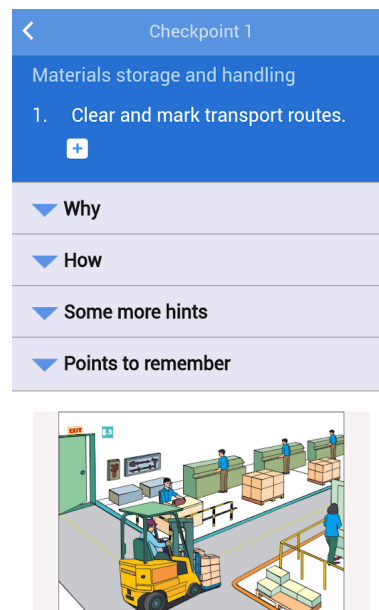 Checkpoint 1
Materials storage and handling
1. Clear and mark transport routes.
+
Why
How
Some more hints
Points to remember
EXIT